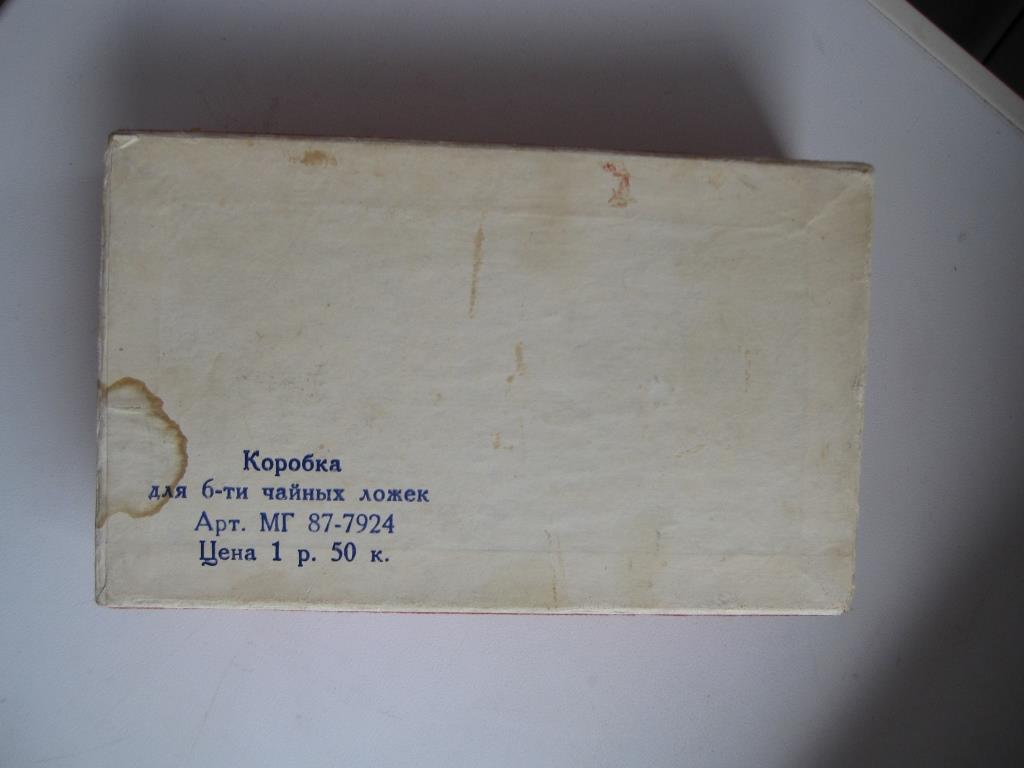 Коробка
для 6-ти чайных ложек
Арт. МГ 87-7924
Цена 1 р. 50 к.